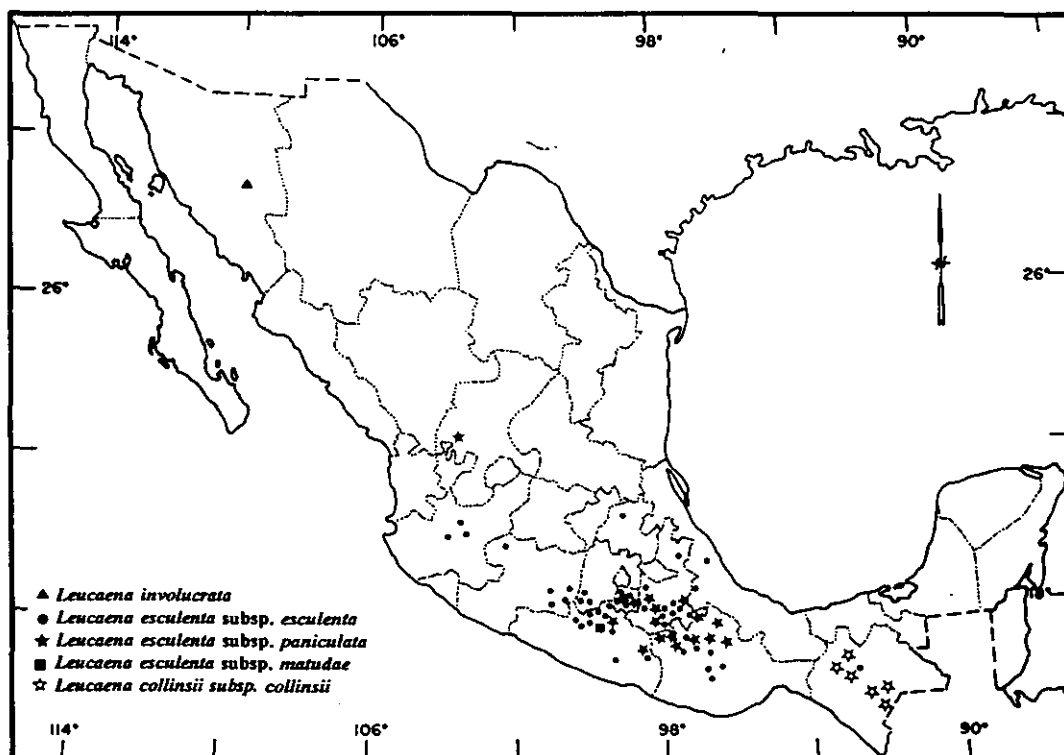 114° 106° 98° 90°
26° 26°
▲ Leucaena involucrata
● Leucaena esculenta subsp. esculenta
★ Leucaena esculenta subsp. paniculata
■ Leucaena esculenta subsp. matudae
☆ Leucaena collinsii subsp. collinsii
114° 106° 98° 90°